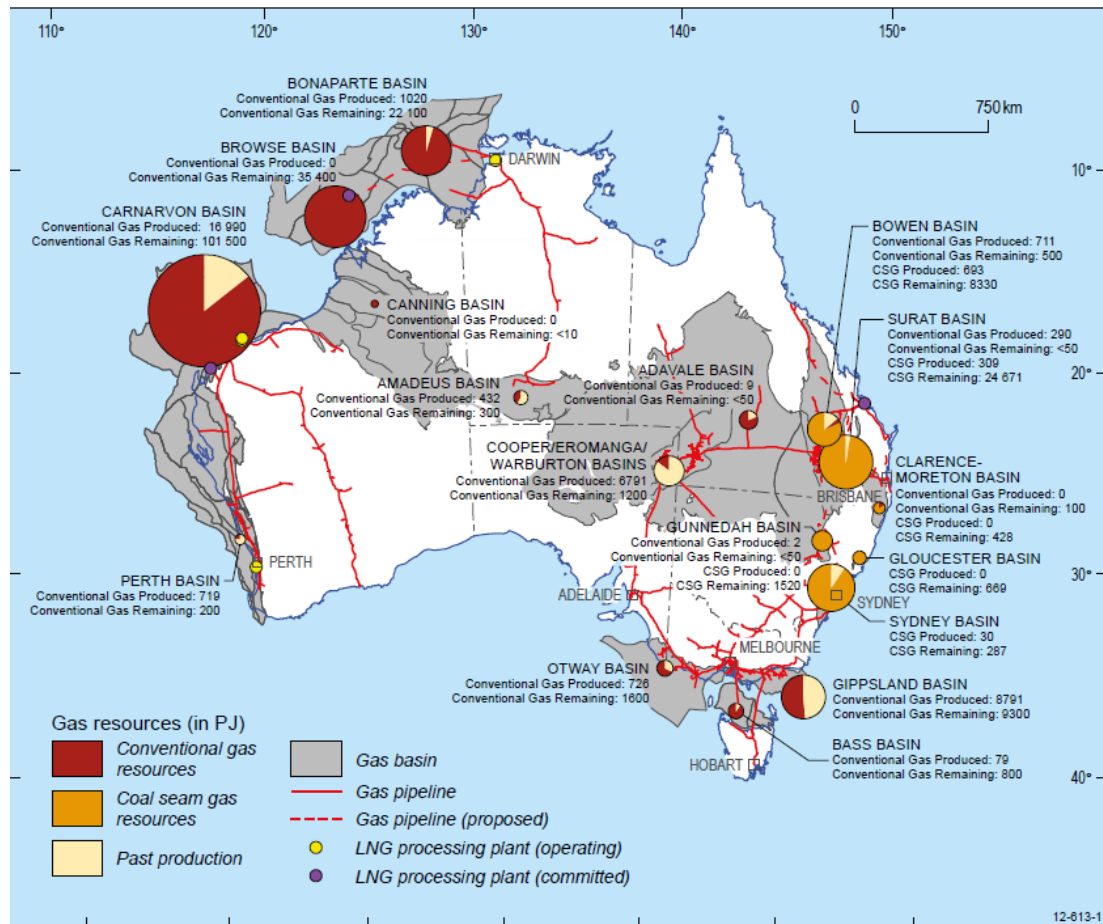 110°
120°
130°
140°
150°
BONAPARTE BASIN
Conventional Gas Produced: 1020
Conventional Gas Remaining: 22 100
0
750 km
BROWSE BASIN
Conventional Gas Produced: 0
Conventional Gas Remaining: 35 400
DARWIN
10°
10°
CARNARVON BASIN
Conventional Gas Produced: 16 990
Conventional Gas Remaining: 101 500
BOWEN BASIN
Conventional Gas Produced: 711
Conventional Gas Remaining: 500
CSG Produced: 693
CSG Remaining: 8330
CANNING BASIN
Conventional Gas Produced: 0
Conventional Gas Remaining: <10
SURAT BASIN
Conventional Gas Produced: 290
Conventional Gas Remaining: <50
CSG Produced: 309
CSG Remaining: 24 671
20°
20°
AMADEUS BASIN
Conventional Gas Produced: 432
Conventional Gas Remaining: 300
ADAVALE BASIN
Conventional Gas Produced: 9
Conventional Gas Remaining: <50
COOPER/EROMANGA/
WARBURTON BASINS
Conventional Gas Produced: 6791
Conventional Gas Remaining: 1200
CLARENCE-
MORETON BASIN
Conventional Gas Produced: 0
Conventional Gas Remaining: 100
CSG Produced: 0
CSG Remaining: 428
BRISBANE
GUNNEDAH BASIN
Conventional Gas Produced: 2
Conventional Gas Remaining: <50
CSG Produced: 0
CSG Remaining: 1520
GLOUCESTER BASIN
CSG Produced: 0
CSG Remaining: 669
PERTH
30°
30°
PERTH BASIN
Conventional Gas Produced: 719
Conventional Gas Remaining: 200
ADELAIDE
SYDNEY
SYDNEY BASIN
CSG Produced: 30
CSG Remaining: 287
MELBOURNE
OTWAY BASIN
Conventional Gas Produced: 726
Conventional Gas Remaining: 1600
GIPPSLAND BASIN
Conventional Gas Produced: 8791
Conventional Gas Remaining: 9300
BASS BASIN
Conventional Gas Produced: 79
Conventional Gas Remaining: 800
HOBART
40°
40°
Gas resources (in PJ)
Conventional gas
resources
Coal seam gas
resources
Past production
Gas basin
Gas pipeline
Gas pipeline (proposed)
LNG processing plant (operating)
LNG processing plant (committed)
12-613-1